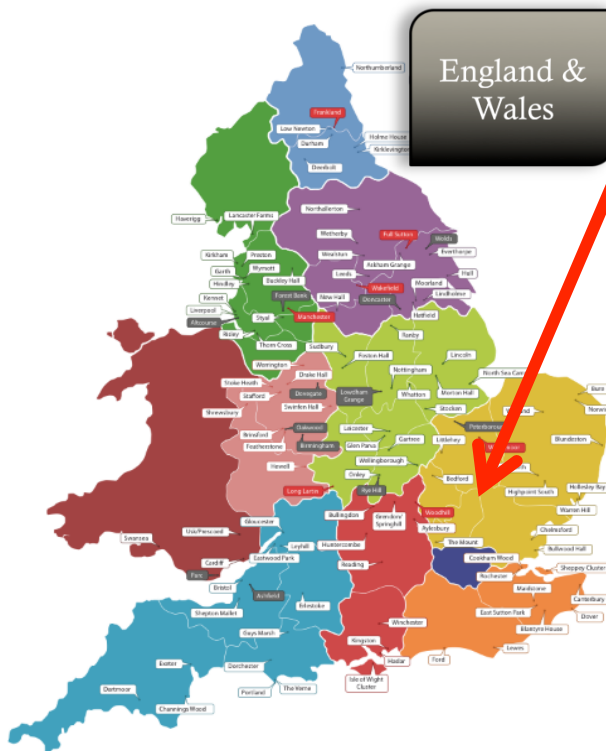 England &
Wales
Northumberland
Frankland
Low Newton
Durham
Holme House
Kirklevington
Deerbolt
Haverigg
Lancaster Farms
Northallerton
Wetherby
Full Sutton
Wolds
Everthorpe
Wealstun
Askham Grange
Leeds
Hull
Moorland
Wakefield
Lindholme
Doncaster
New Hall
Hatfield
Kirkham
Preston
Garth
Wymott
Hindley
Buckley Hall
Kennet
Forest Bank
Liverpool
Manchester
Altcourse
Styal
Risley
Thorn Cross
Sudbury
Ranby
Foston Hall
Lincoln
Nottingham
North Sea Camp
Werrington
Drake Hall
Stoke Heath
Dovegate
Lowdham
Grange
Whatton
Morton Hall
Stafford
Swinfen Hall
Stocken
Shrewsbury
Oakwood
Leicester
Peterborou
Norw
Brinsford
Birmingham
Glen Parva
Gartree
Littlehey
Blundeston
Featherstone
Wellingborough
Hewell
Onley
Bedford
Hollesley Bay
Long Lartin
Rye Hill
Highpoint South
Warren Hill
Gloucester
Bullingdon
Grendon/
Springhill
Woodhill
Aylesbury
Chelmsford
Usk/Prescoed
Swansea
Leyhill
Huntercombe
The Mount
Bullwood Hall
Cardiff
Eastwood Park
Reading
Cookham Wood
Parc
Rochester
Sheppey Cluster
Bristol
Ashfield
Maidstone
Canterbury
Shepton Mallet
Erlestoke
East Sutton Park
Dover
Guys Marsh
Winchester
Blantyre House
Kingston
Lewes
Exeter
Dorchester
Haslar
Ford
Dartmoor
Portland
The Verne
Isle of Wight
Cluster
Channings Wood